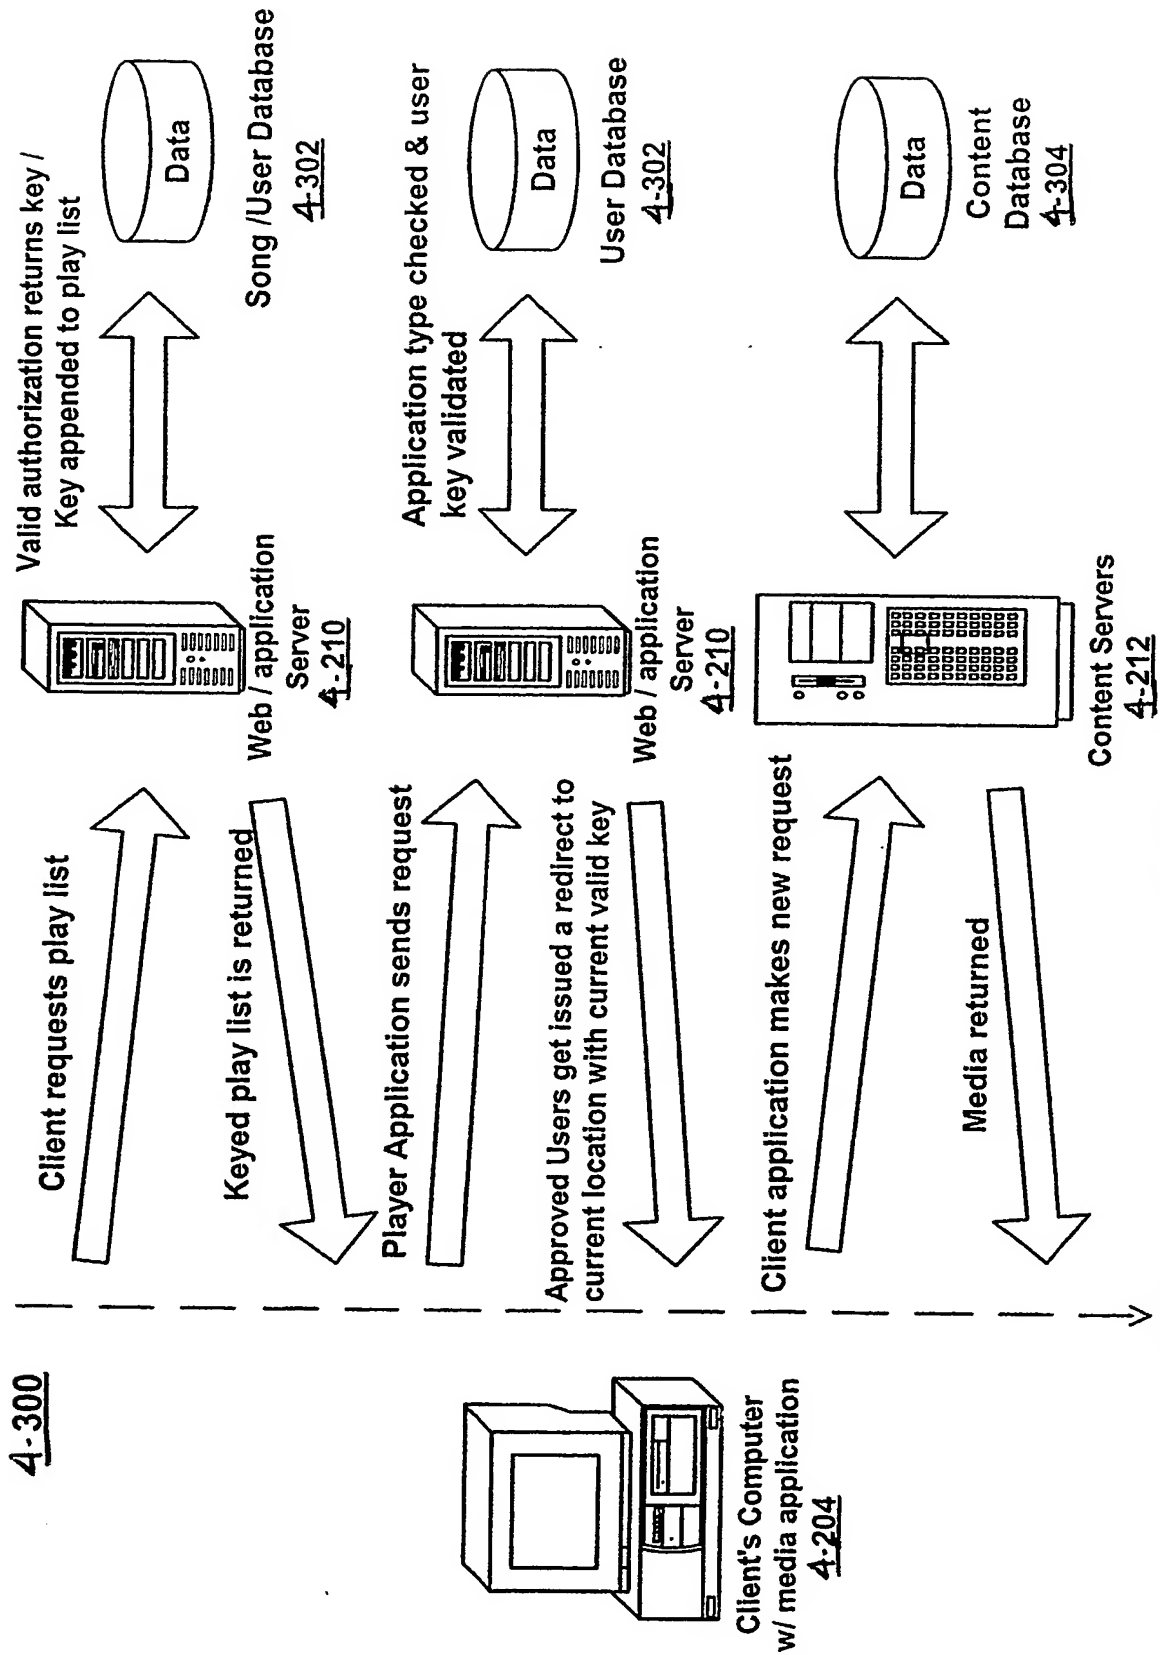 4-300
Client requests play list
Valid authorization returns key /
Key appended to play list
Data
Song /User Database
4-302
Web / application
Server
4-210
Keyed play list is returned
Player Application sends request
Application type checked & user
key validated
Data
User Database
4-302
Web / application
Server
4-210
Approved Users get issued a redirect to
current location with current valid key
Client's Computer
w/ media application
4-204
Client application makes new request
Data
Content
Database
4-304
Content Servers
4-212
Media returned